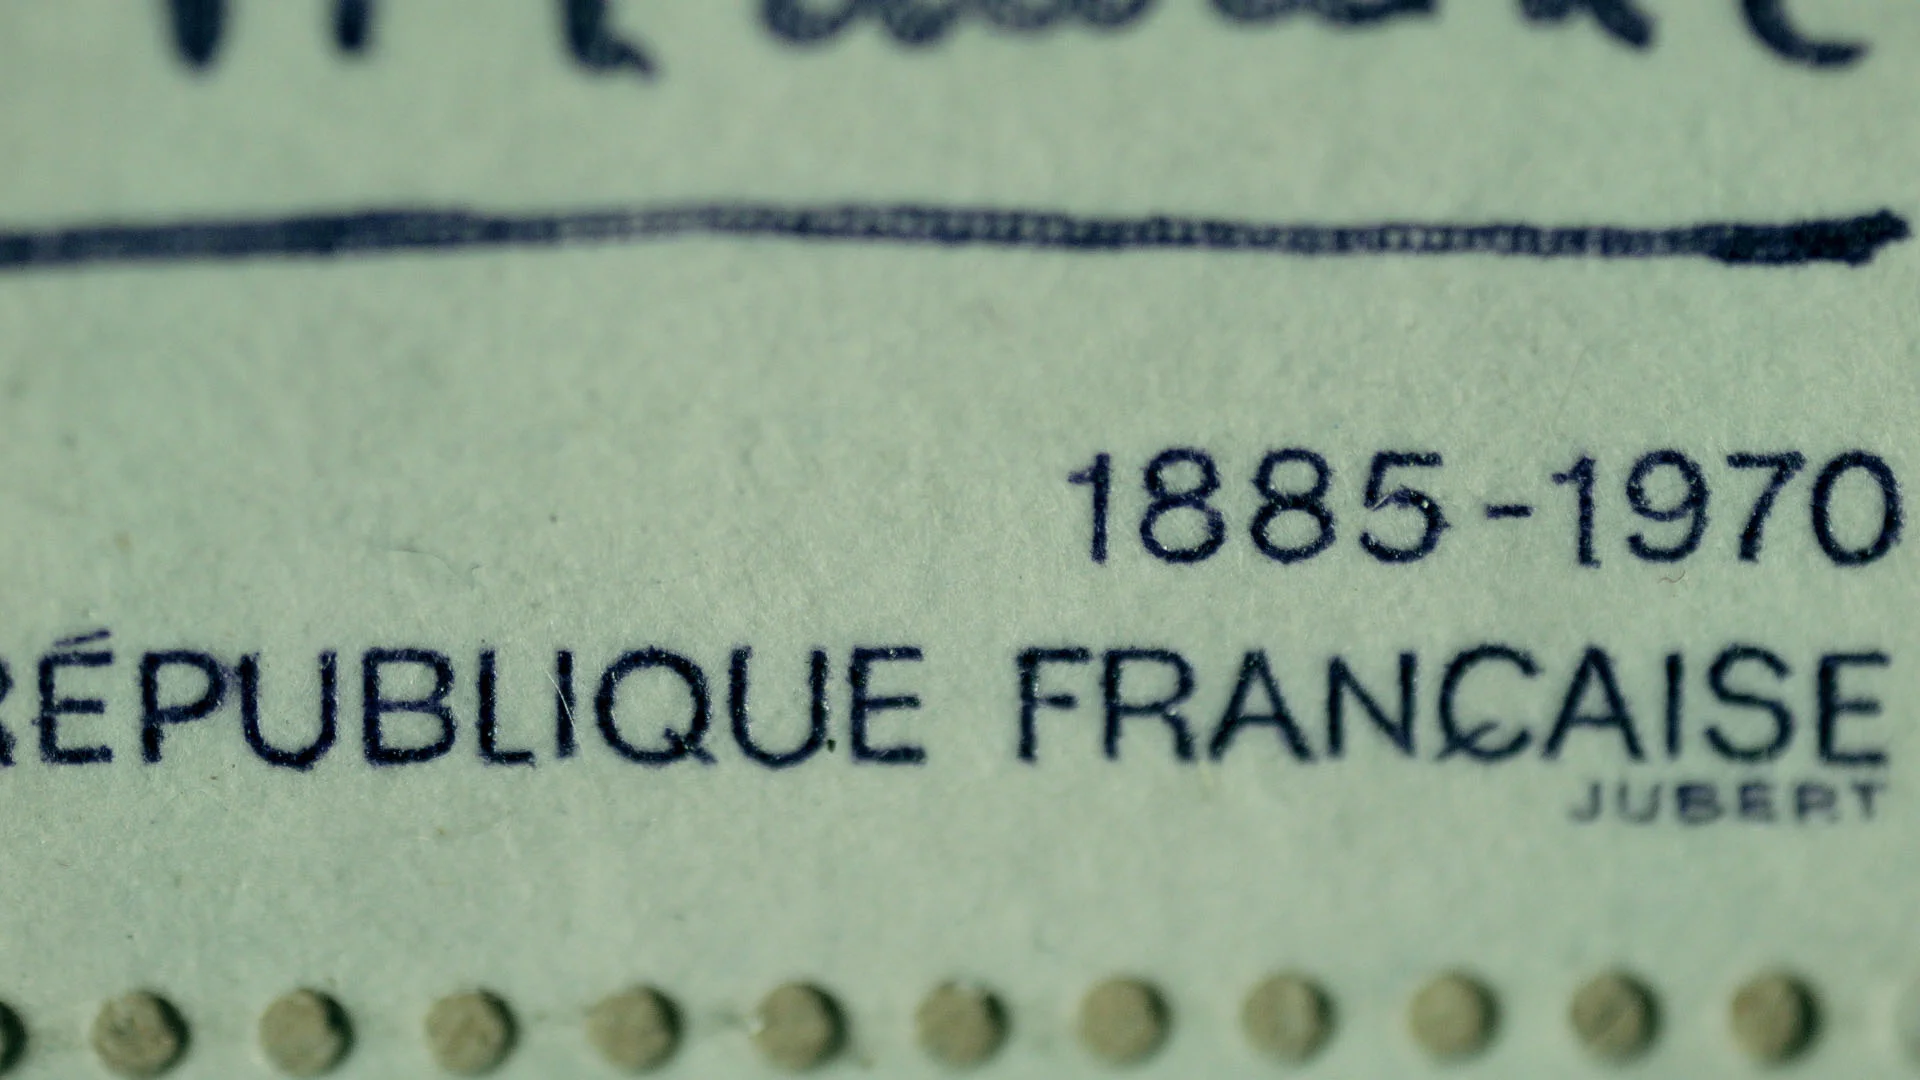 1885-1970
RÉPUBLIQUE FRANÇAISE
JUBERT